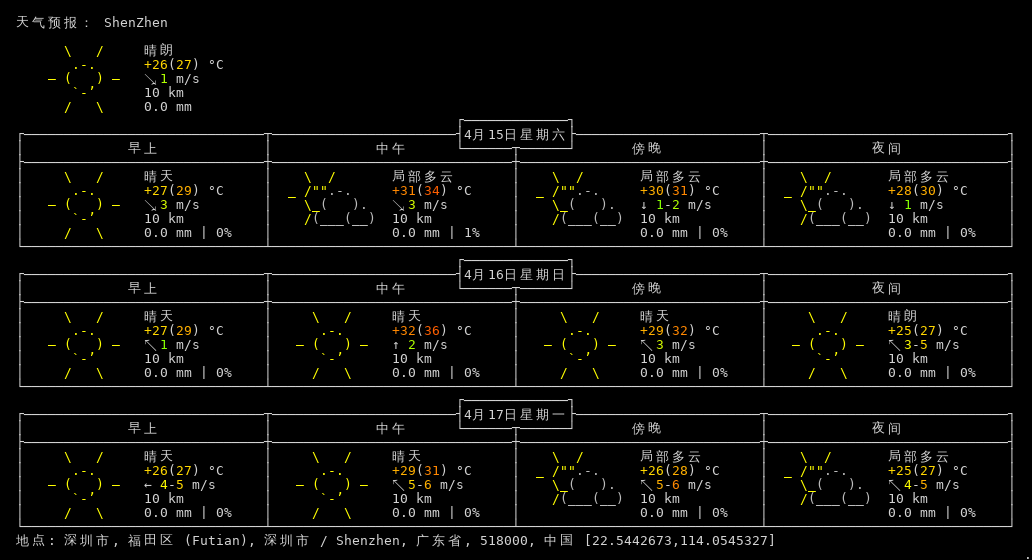 天气预报： ShenZhen
晴朗
+26(27) °C
↘1 m/s
10 km
0.0 mm
4月15日星期六
早上 中午 傍晚 夜间
晴天 局部多云 局部多云 局部多云
+27(29) °C +31(34) °C +30(31) °C +28(30) °C
↘3 m/s ↘3 m/s ↓ 1-2 m/s ↓ 1 m/s
10 km 10 km 10 km 10 km
0.0 mm | 0% 0.0 mm | 1% 0.0 mm | 0% 0.0 mm | 0%
4月16日星期日
早上 中午 傍晚 夜间
晴天 晴天 晴天 晴朗
+27(29) °C +32(36) °C +29(32) °C +25(27) °C
↖1 m/s ↑ 2 m/s ↖3 m/s ↖3-5 m/s
10 km 10 km 10 km 10 km
0.0 mm | 0% 0.0 mm | 0% 0.0 mm | 0% 0.0 mm | 0%
4月17日星期一
早上 中午 傍晚 夜间
晴天 晴天 局部多云 局部多云
+26(27) °C +29(31) °C +26(28) °C +25(27) °C
← 4-5 m/s ↖5-6 m/s ↖5-6 m/s ↖4-5 m/s
10 km 10 km 10 km 10 km
0.0 mm | 0% 0.0 mm | 0% 0.0 mm | 0% 0.0 mm | 0%
地点: 深圳市, 福田区 (Futian), 深圳市 / Shenzhen, 广东省, 518000, 中国 [22.5442673,114.0545327]